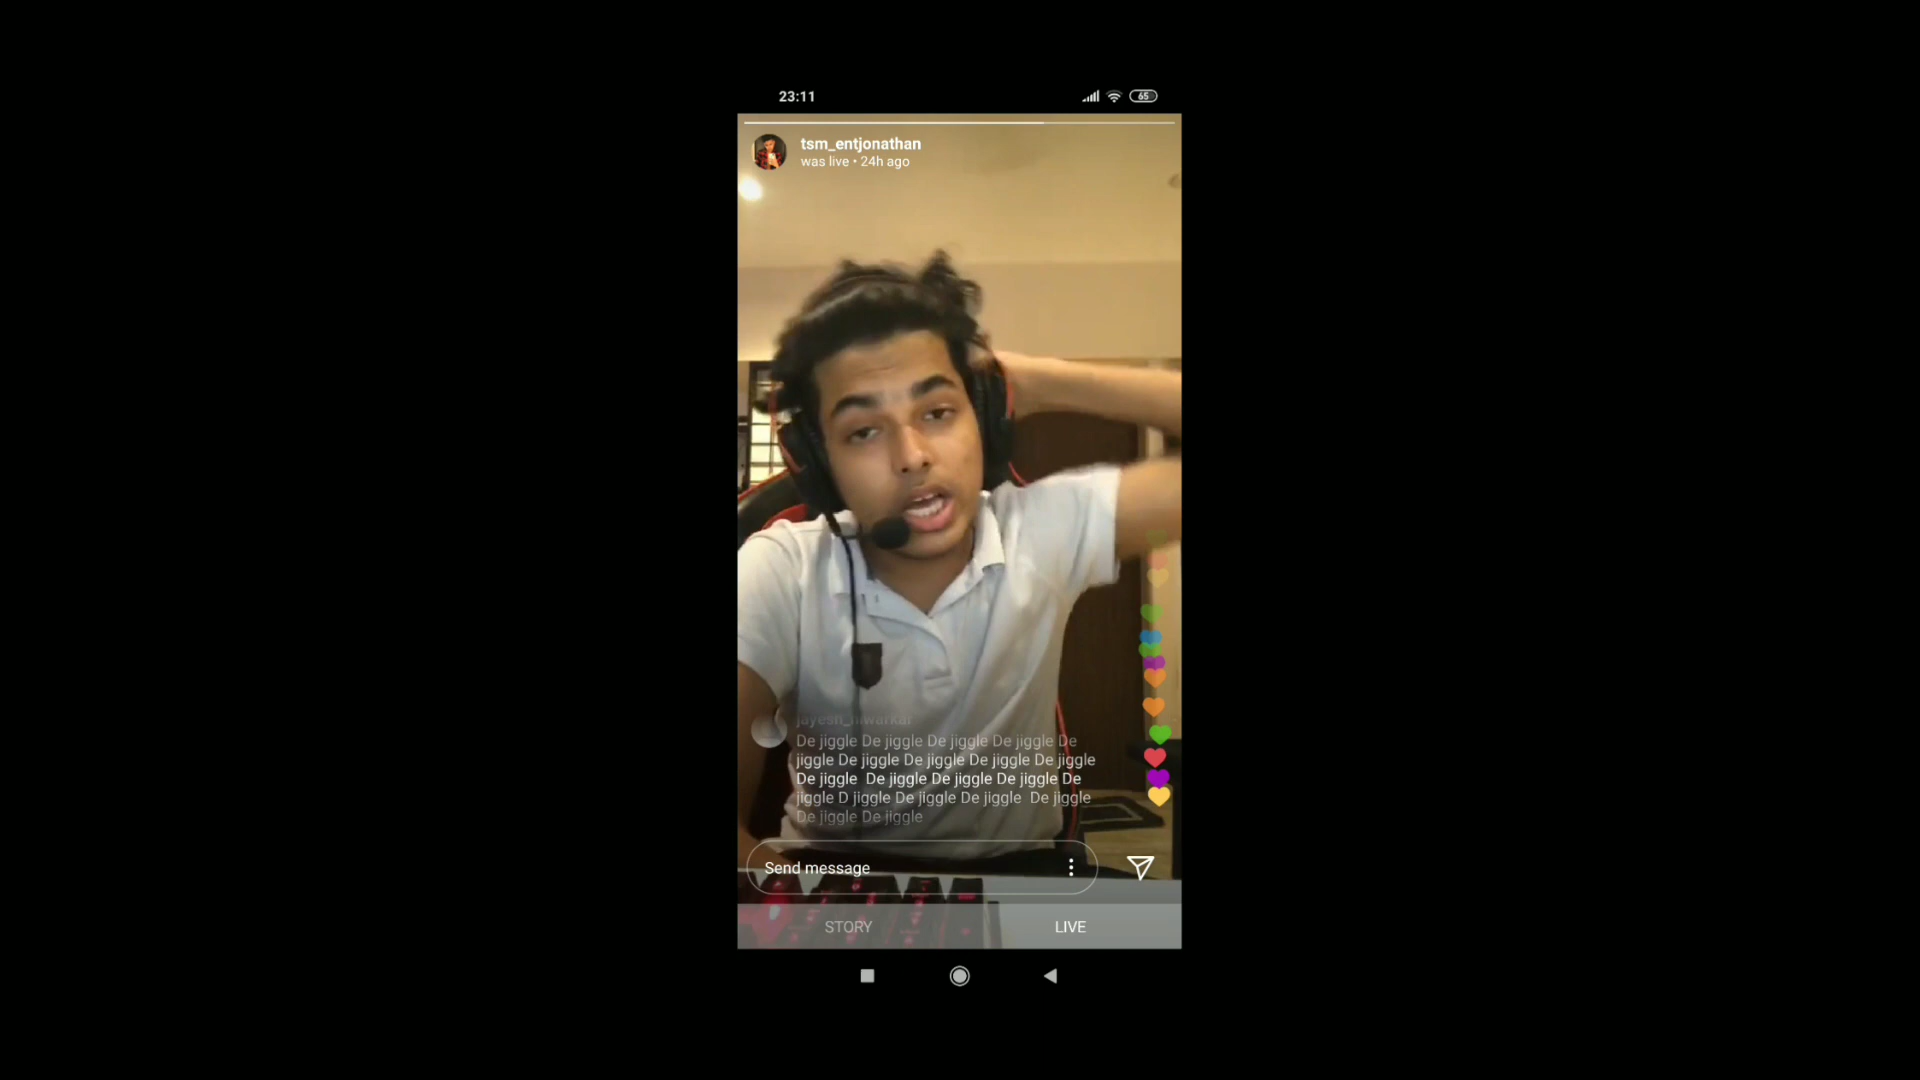 23:11
65
tsm_entjonathan
was live • 24h ago
De jiggle De jiggle De jiggle De jiggle De
jiggle De jiggle De jiggle De jiggle De jiggle
De jiggle  De jiggle De jiggle De jiggle De
jiggle D jiggle De jiggle De jiggle  De jiggle
De jiggle De jiggle
Send message
STORY
LIVE